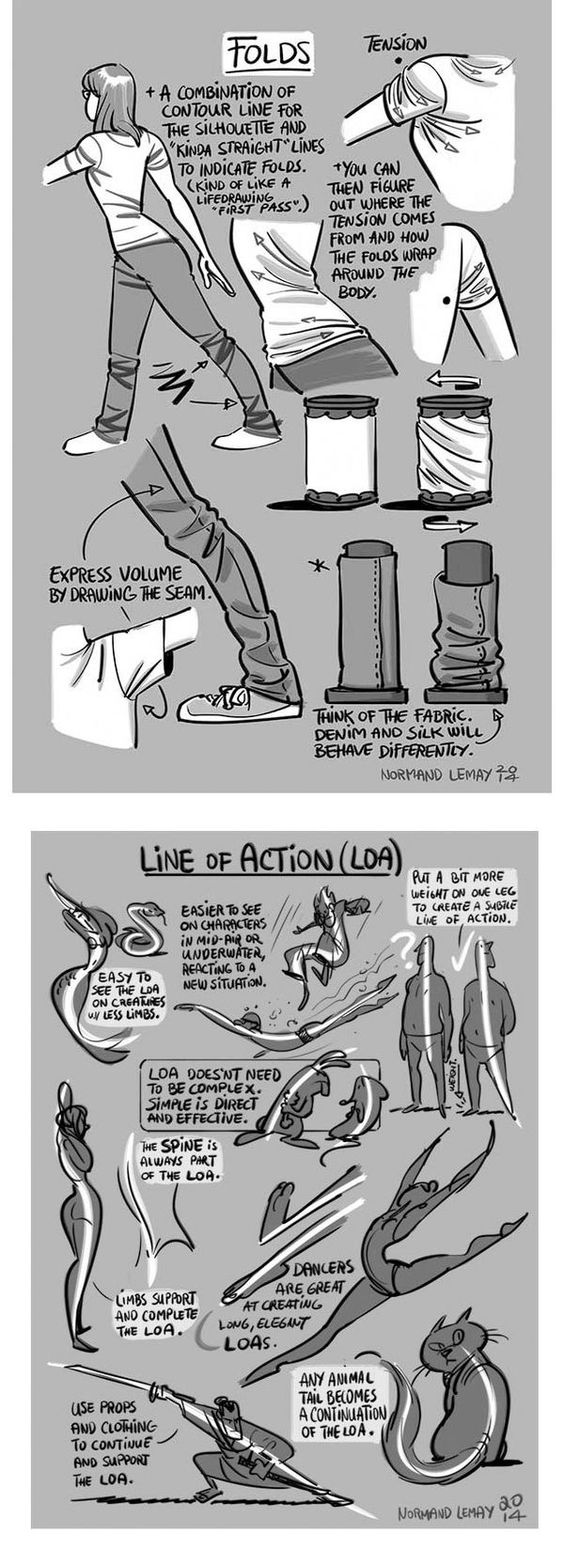 FOLDS
TENSION
+ A COMBINATION OF
CONTOUR LINE FOR
THE SILHOUETTE AND
"KINDA STRAIGHT" LINES
TO INDICATE FOLDS.
(KIND OF LIKE A
LIFEDRAWING
"FIRST PASS".)
+YOU CAN
THEN FIGURE
OUT WHERE THE
TENSION COMES
FROM AND HOW
THE FOLDS WRAP
AROUND THE
BODY.
EXPRESS VOLUME
BY DRAWING THE SEAM.
*
THINK OF THE FABRIC.
DENIM AND SILK WILL
BEHAVE DIFFERENTLY.
NORMAND LEMAY 2014
LINE OF ACTION (LOA)
PUT A BIT MORE
WEIGHT ON ONE LEG
TO CREATE A SUBTLE
LINE OF ACTION.
EASIER TO SEE
ON CHARACTERS
IN MID-AIR OR
UNDERWATER,
REACTING TO A
NEW SITUATION.
EASY TO
SEE THE LOA
ON CREATURES
W/ LESS LIMBS.
?
WEIGHT.
LOA DOES'NT NEED
TO BE COMPLEX.
SIMPLE IS DIRECT
AND EFFECTIVE.
THE SPINE IS
ALWAYS PART
OF THE LOA.
DANCERS
ARE GREAT
AT CREATING
LONG, ELEGANT
LOAS.
LIMBS SUPPORT
AND COMPLETE
THE LOA.
ANY ANIMAL
TAIL BECOMES
A CONTINUATION
OF THE LOA.
USE PROPS
AND CLOTHING
TO CONTINUE
AND SUPPORT
THE LOA.
NORMAND LEMAY 2014